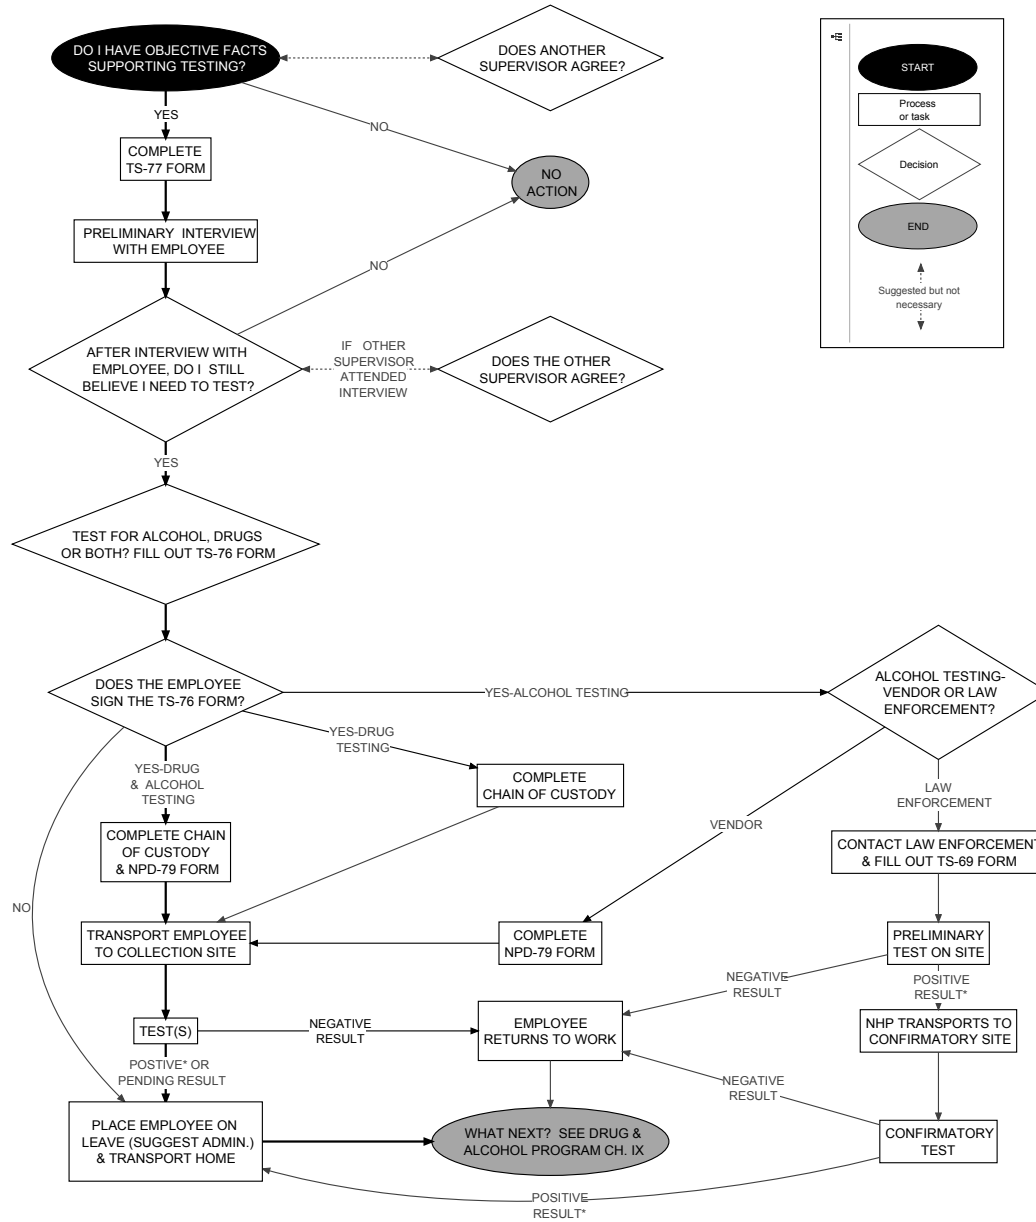 DO I HAVE OBJECTIVE FACTS
SUPPORTING TESTING?
DOES ANOTHER
SUPERVISOR AGREE?
START
Process
or task
Decision
END
Suggested but not
necessary
YES
NO
COMPLETE
TS-77 FORM
NO
ACTION
PRELIMINARY INTERVIEW
WITH EMPLOYEE
NO
AFTER INTERVIEW WITH
EMPLOYEE, DO I STILL
BELIEVE I NEED TO TEST?
IF OTHER
SUPERVISOR
ATTENDED
INTERVIEW
DOES THE OTHER
SUPERVISOR AGREE?
YES
TEST FOR ALCOHOL, DRUGS
OR BOTH? FILL OUT TS-76 FORM
DOES THE EMPLOYEE
SIGN THE TS-76 FORM?
YES-ALCOHOL TESTING
ALCOHOL TESTING-
VENDOR OR LAW
ENFORCEMENT?
YES-DRUG
TESTING
YES-DRUG
& ALCOHOL
TESTING
COMPLETE
CHAIN OF CUSTODY
LAW
ENFORCEMENT
VENDOR
COMPLETE CHAIN
OF CUSTODY
& NPD-79 FORM
CONTACT LAW ENFORCEMENT
& FILL OUT TS-69 FORM
NO
TRANSPORT EMPLOYEE
TO COLLECTION SITE
COMPLETE
NPD-79 FORM
PRELIMINARY
TEST ON SITE
NEGATIVE
RESULT
POSITIVE
RESULT*
TEST(S)
NEGATIVE
RESULT
EMPLOYEE
RETURNS TO WORK
NHP TRANSPORTS TO
CONFIRMATORY SITE
POSTIVE* OR
PENDING RESULT
NEGATIVE
RESULT
PLACE EMPLOYEE ON
LEAVE (SUGGEST ADMIN.)
& TRANSPORT HOME
WHAT NEXT? SEE DRUG &
ALCOHOL PROGRAM CH. IX
CONFIRMATORY
TEST
POSITIVE
RESULT*